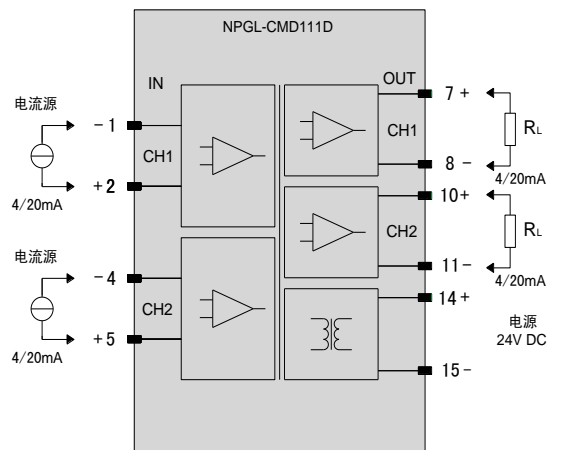 NPGL-CMD111D
IN
OUT
电流源
-1
CH1
+2
4/20mA
电流源
-4
CH2
+5
4/20mA
7+
CH1
RL
8-
4/20mA
10+
CH2
RL
11-
4/20mA
14+
电源
24V DC
15-